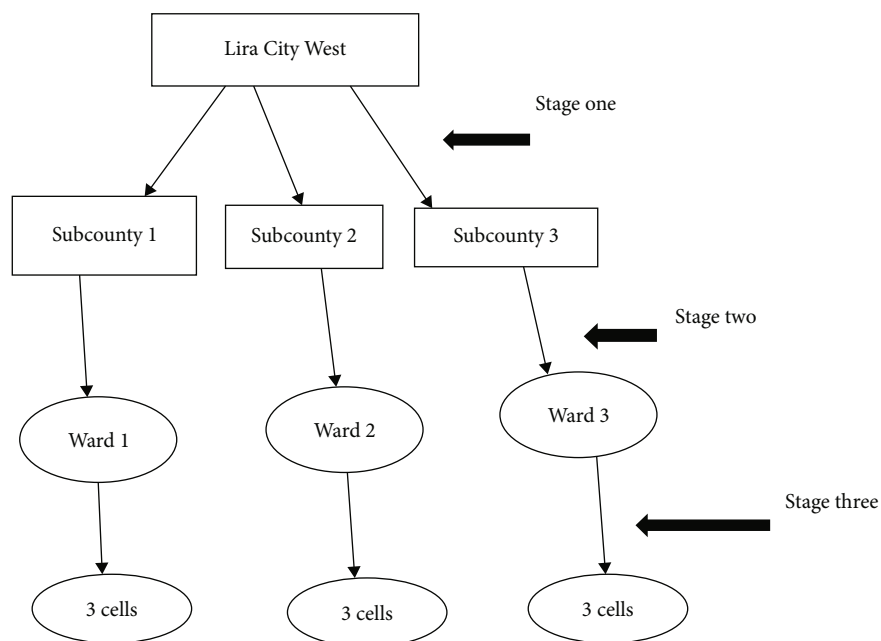 Lira City West
Stage one
Subcounty 1
Subcounty 2
Subcounty 3
Stage two
Ward 1
Ward 2
Ward 3
Stage three
3 cells
3 cells
3 cells